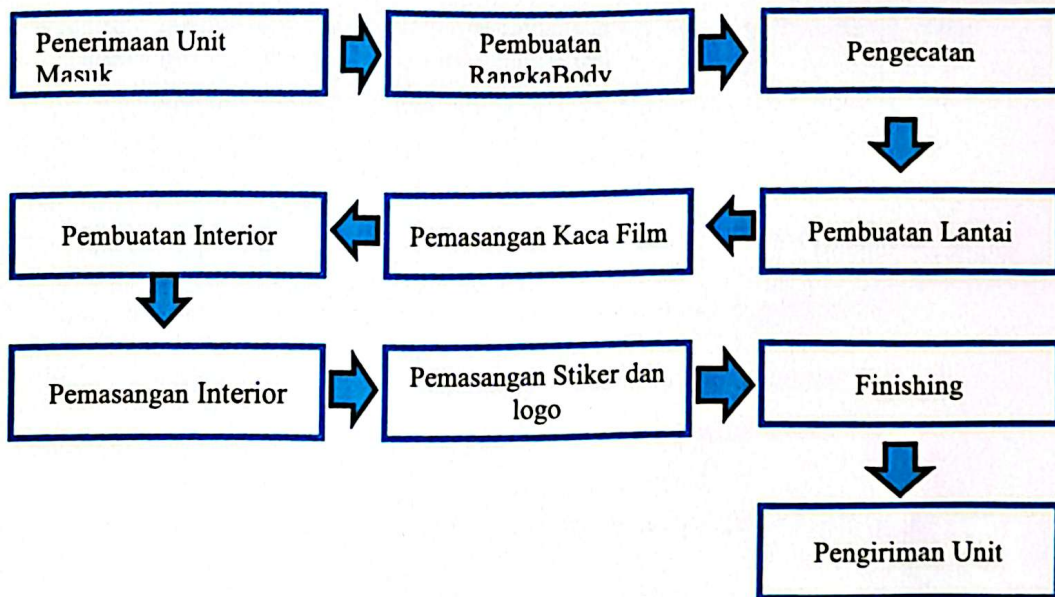 Penerimaan Unit
Masuk
Pembuatan
RangkaBody
Pengecatan
Pembuatan Lantai
Pemasangan Kaca Film
Pembuatan Interior
Pemasangan Interior
Pemasangan Stiker dan
logo
Finishing
Pengiriman Unit